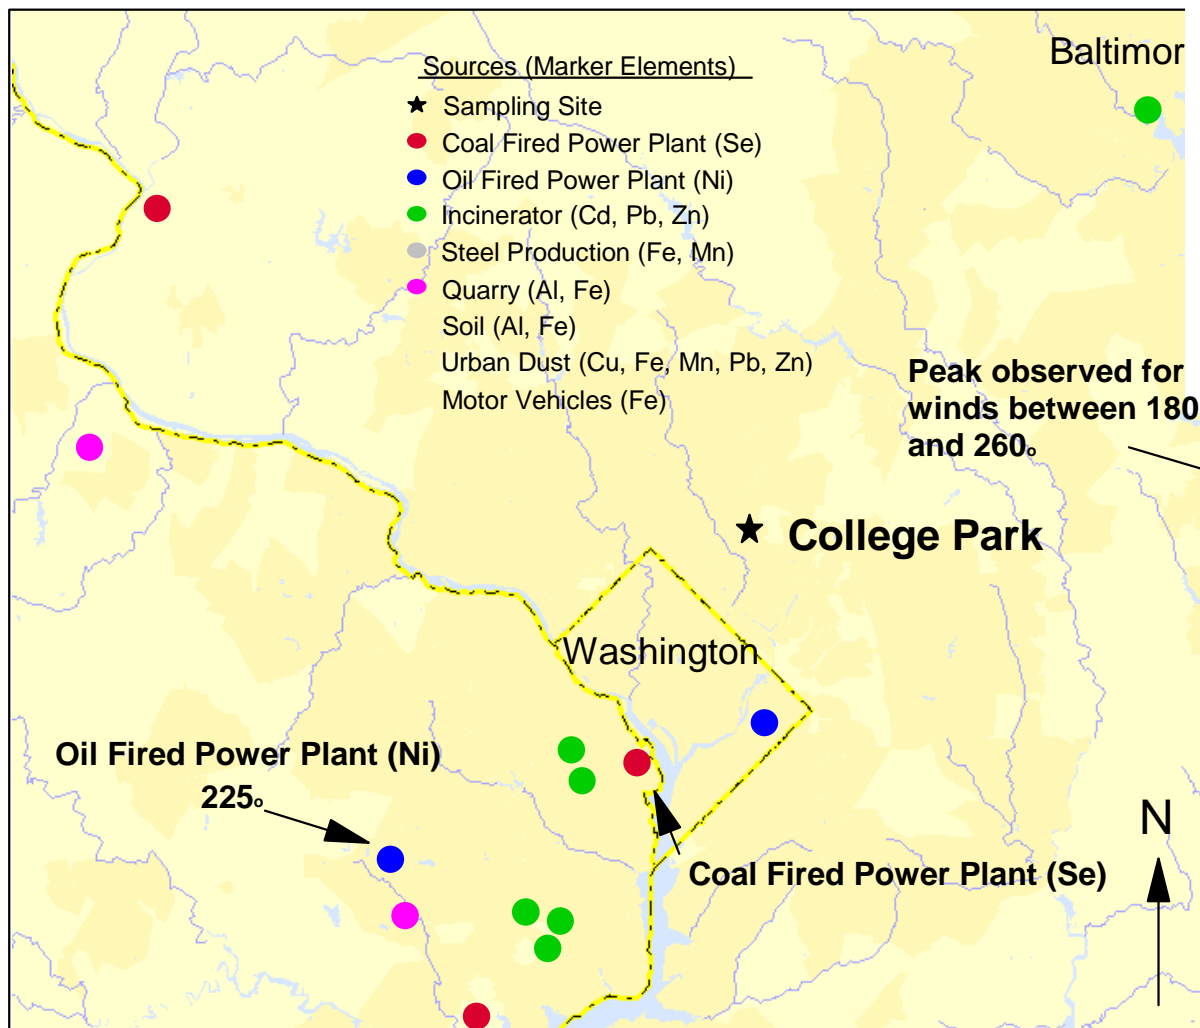 Baltimor
Sources (Marker Elements)
Sampling Site
Coal Fired Power Plant (Se)
Oil Fired Power Plant (Ni)
Incinerator (Cd, Pb, Zn)
Steel Production (Fe, Mn)
Quarry (Al, Fe)
Soil (Al, Fe)
Urban Dust (Cu, Fe, Mn, Pb, Zn)
Motor Vehicles (Fe)
Peak observed for
winds between 180
and 260o
College Park
Washington
Oil Fired Power Plant (Ni)
225o
Coal Fired Power Plant (Se)
N